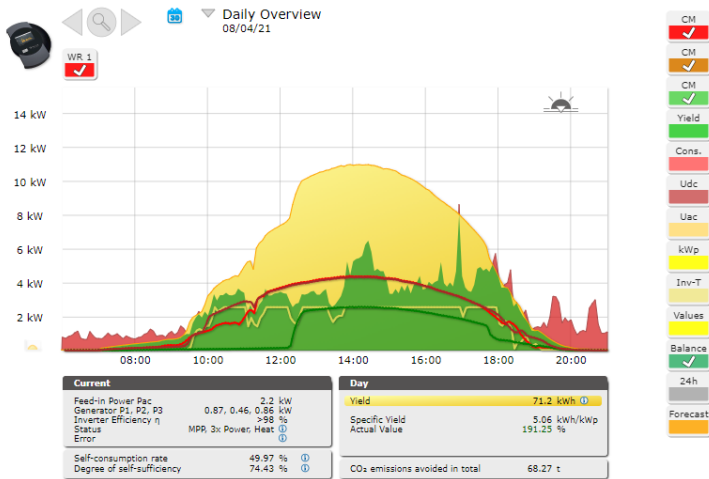 Daily Overview
08/04/21
WR 1
14 kW
12 kW
10 kW
8 kW
6 kW
4 kW
2 kW
08:00 10:00 12:00 14:00 16:00 18:00 20:00
CM
CM
CM
Yield
Cons.
Udc
Uac
kWp
Inv-T
Values
Balance
24h
Forecast
Current
Feed-in Power Pac 2.2 kW
Generator P1, P2, P3 0.87, 0.46, 0.86 kW
Inverter Efficiency η >98 %
Status MPP, 3x Power, Heat
Error
Self-consumption rate 49.97 %
Degree of self-sufficiency 74.43 %
Day
Yield 71.2 kWh
Specific Yield 5.06 kWh/kWp
Actual Value 191.25 %
CO₂ emissions avoided in total 68.27 t